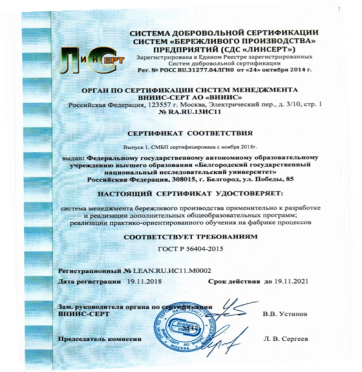 ЛинСерт
СИСТЕМА ДОБРОВОЛЬНОЙ СЕРТИФИКАЦИИ
СИСТЕМ «БЕРЕЖЛИВОГО ПРОИЗВОДСТВА»
ПРЕДПРИЯТИЙ (СДС «ЛИНСЕРТ»)
Зарегистрирована в Едином Реестре зарегистрированных
Систем добровольной сертификации
Рег. № РОСС RU.31277.04ЛГН0 от «24» октября 2014 г.
ОРГАН ПО СЕРТИФИКАЦИИ СИСТЕМ МЕНЕДЖМЕНТА
ВНИИС-СЕРТ АО «ВНИИС»
Российская Федерация, 123557 г. Москва, Электрический пер., д. 3/10, стр. 1
№ RA.RU.13ИС11
СЕРТИФИКАТ СООТВЕТСТВИЯ
Выпуск 1. СМБП сертифицирована с ноября 2018г.
выдан: Федеральному государственному автономному образовательному
учреждению высшего образования «Белгородский государственный
национальный исследовательский университет»
Российская Федерация, 308015, г. Белгород, ул. Победы, 85
НАСТОЯЩИЙ СЕРТИФИКАТ УДОСТОВЕРЯЕТ:
система менеджмента бережливого производства применительно к разработке
и реализации дополнительных общеобразовательных программ;
реализации практико-ориентированного обучения на фабрике процессов
СООТВЕТСТВУЕТ ТРЕБОВАНИЯМ
ГОСТ Р 56404-2015
Регистрационный № LEAN.RU.ИС11.М0002
Дата регистрации 19.11.2018 Срок действия до 19.11.2021
Зам. руководителя органа по сертификации
ВНИИС-СЕРТ В.В. Устинов
Председатель комиссии Л. В. Сергеев